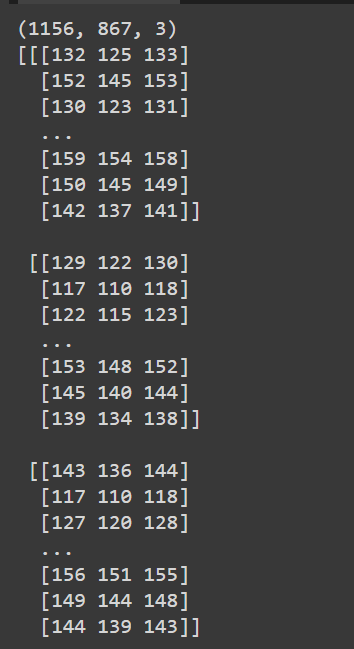 (1156, 867, 3)
[[[132 125 133]
[152 145 153]
[130 123 131]
...
[159 154 158]
[150 145 149]
[142 137 141]]
[[129 122 130]
[117 110 118]
[122 115 123]
...
[153 148 152]
[145 140 144]
[139 134 138]]
[[143 136 144]
[117 110 118]
[127 120 128]
...
[156 151 155]
[149 144 148]
[144 139 143]]